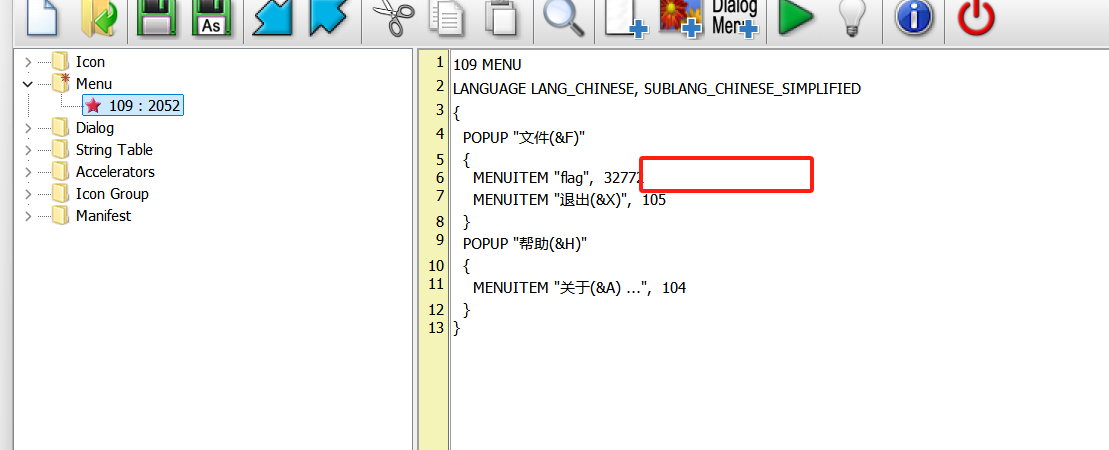 As
Dialog
Menu
Icon
Menu
109 : 2052
Dialog
String Table
Accelerators
Icon Group
Manifest
1 109 MENU
2 LANGUAGE LANG_CHINESE, SUBLANG_CHINESE_SIMPLIFIED
3 {
4 POPUP "文件(&F)"
5 {
6 MENUITEM "flag", 32772
7 MENUITEM "退出(&X)", 105
8 }
9 POPUP "帮助(&H)"
10 {
11 MENUITEM "关于(&A) ...", 104
12 }
13 }